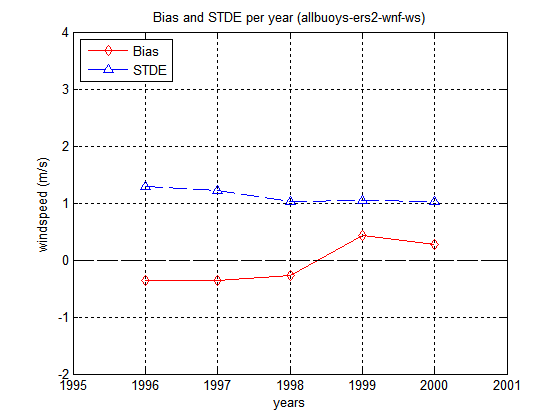 Bias and STDE per year (allbuoys-ers2-wnf-ws)
4
Bias
STDE
3
2
1
0
-1
-2
windspeed (m/s)
1995 1996 1997 1998 1999 2000 2001
years